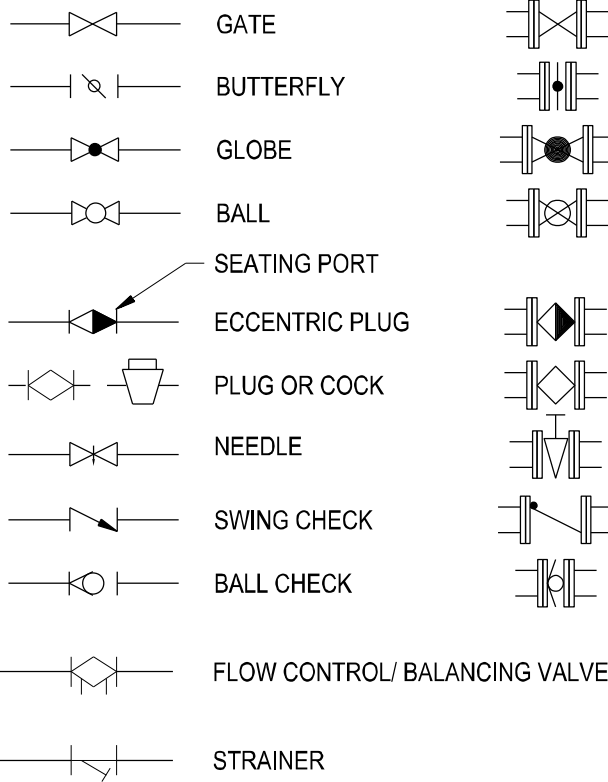 GATE
BUTTERFLY
GLOBE
BALL
SEATING PORT
ECCENTRIC PLUG
PLUG OR COCK
NEEDLE
SWING CHECK
BALL CHECK
FLOW CONTROL/ BALANCING VALVE
STRAINER